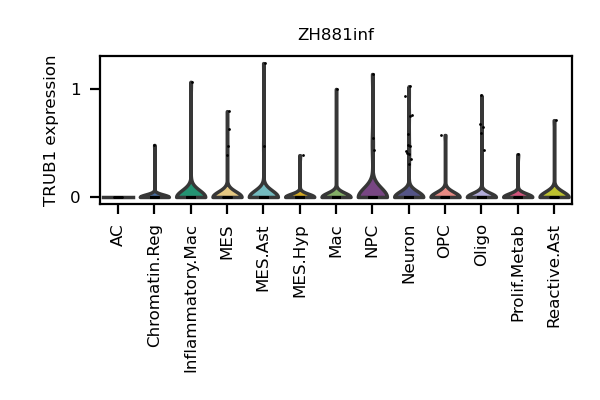 ZH881inf
TRUB1 expression
1
0
AC
Chromatin.Reg
Inflammatory.Mac
MES
MES.Ast
MES.Hyp
Mac
NPC
Neuron
OPC
Oligo
Prolif.Metab
Reactive.Ast